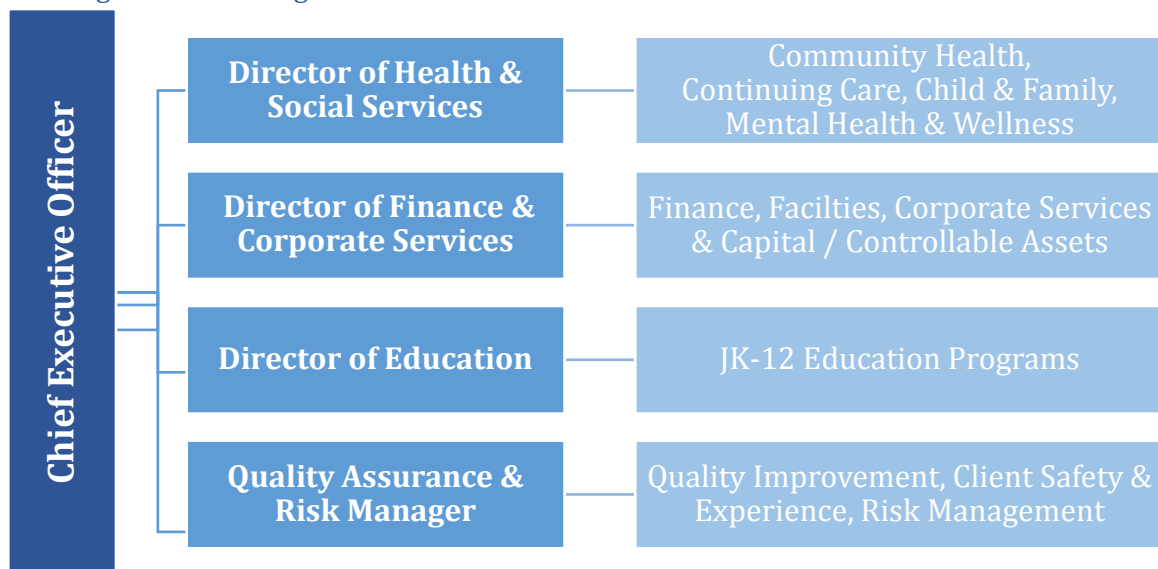 Chief Executive Officer
Director of Health &
Social Services
Community Health,
Continuing Care, Child & Family,
Mental Health & Wellness
Director of Finance &
Corporate Services
Finance, Facilties, Corporate Services
& Capital / Controllable Assets
Director of Education
JK-12 Education Programs
Quality Assurance &
Risk Manager
Quality Improvement, Client Safety &
Experience, Risk Management